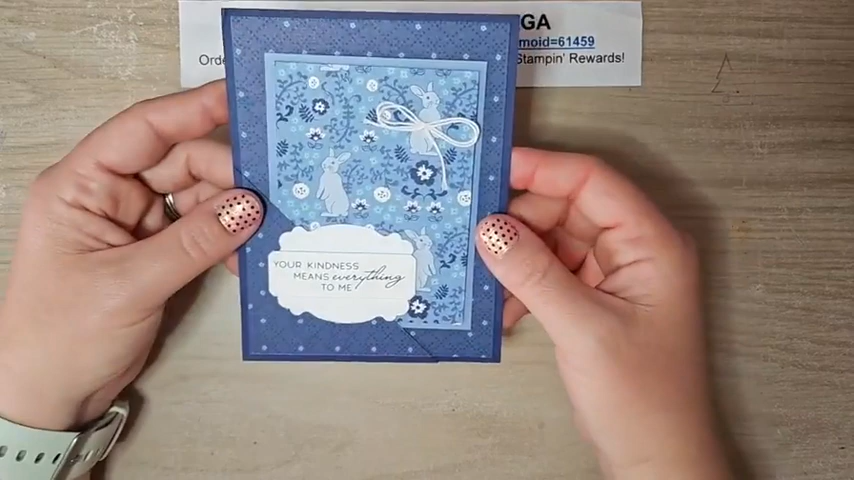 GA
moid=61459
Orde
Stampin' Rewards!
YOUR KINDNESS
MEANS everything
TO ME